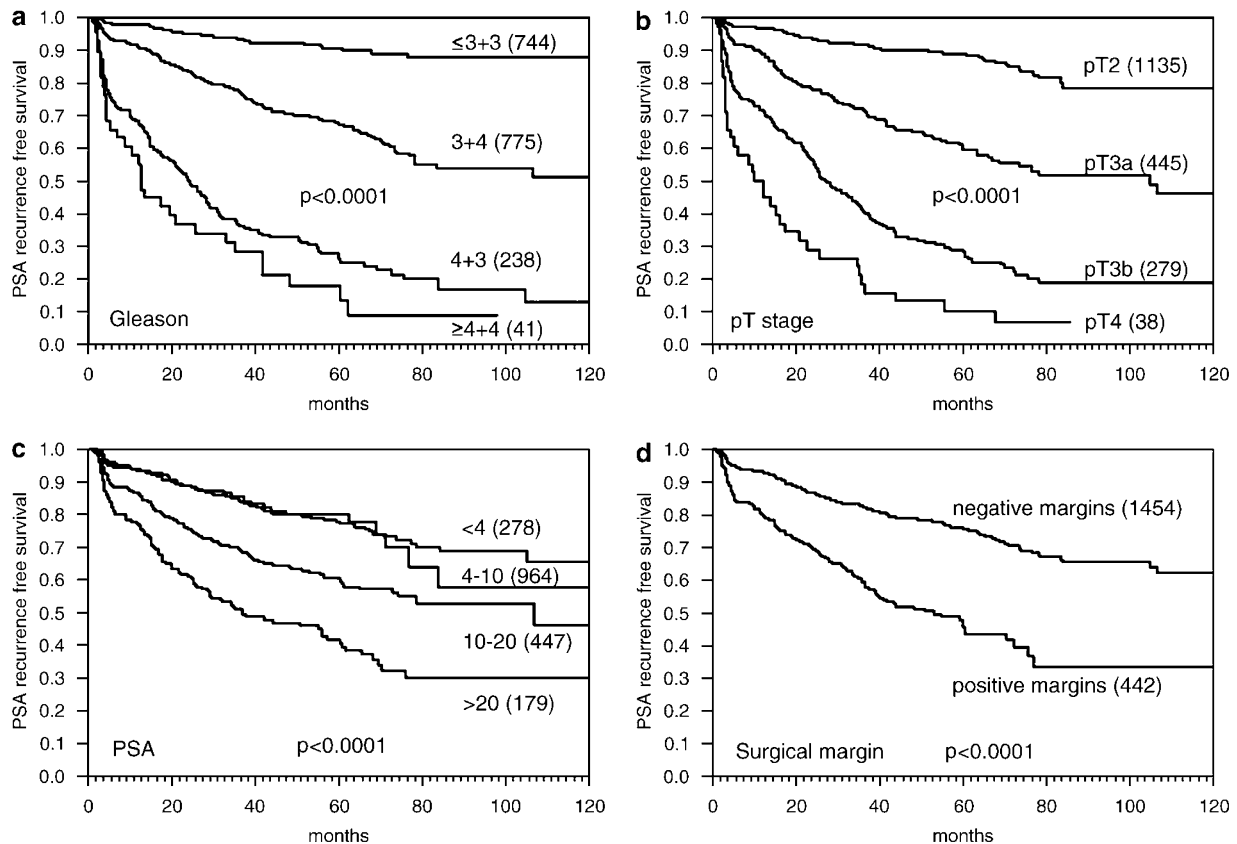 a
PSA recurrence free survival
1.0
0.9
0.8
0.7
0.6
0.5
0.4
0.3
0.2
0.1
0.0
≤3+3 (744)
3+4 (775)
p<0.0001
4+3 (238)
≥4+4 (41)
Gleason
0 20 40 60 80 100 120
months
b
PSA recurrence free survival
1.0
0.9
0.8
0.7
0.6
0.5
0.4
0.3
0.2
0.1
0.0
pT2 (1135)
pT3a (445)
p<0.0001
pT3b (279)
pT4 (38)
pT stage
0 20 40 60 80 100 120
months
c
PSA recurrence free survival
1.0
0.9
0.8
0.7
0.6
0.5
0.4
0.3
0.2
0.1
0.0
<4 (278)
4-10 (964)
10-20 (447)
>20 (179)
PSA
p<0.0001
0 20 40 60 80 100 120
months
d
PSA recurrence free survival
1.0
0.9
0.8
0.7
0.6
0.5
0.4
0.3
0.2
0.1
0.0
negative margins (1454)
positive margins (442)
Surgical margin
p<0.0001
0 20 40 60 80 100 120
months